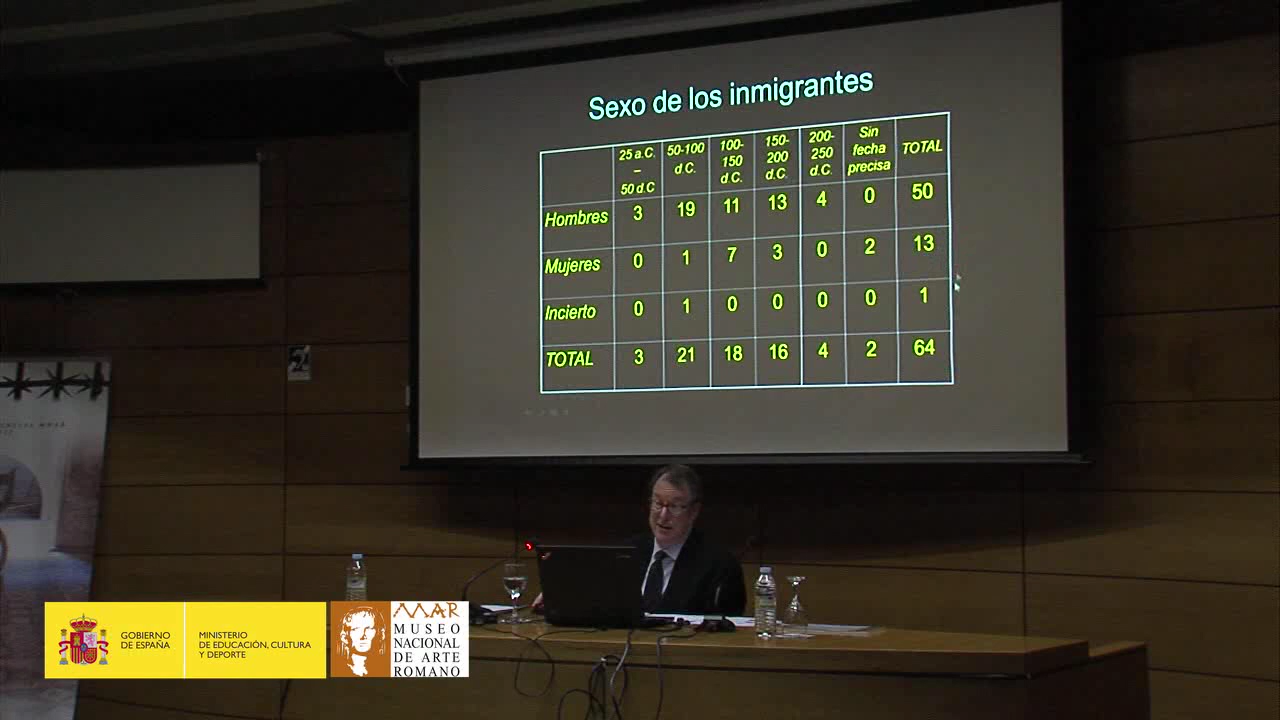 Sexo de los inmigrantes
25 a.C. – 50 d.C 50-100 d.C. 100-150 d.C. 150-200 d.C. 200-250 d.C. Sin fecha precisa TOTAL
Hombres 3 19 11 13 4 0 50
Mujeres 0 1 7 3 0 2 13
Incierto 0 1 0 0 0 0 1
TOTAL 3 21 18 16 4 2 64
GOBIERNO
DE ESPAÑA
MINISTERIO
DE EDUCACIÓN, CULTURA
Y DEPORTE
MAR
MUSEO
NACIONAL
DE ARTE
ROMANO